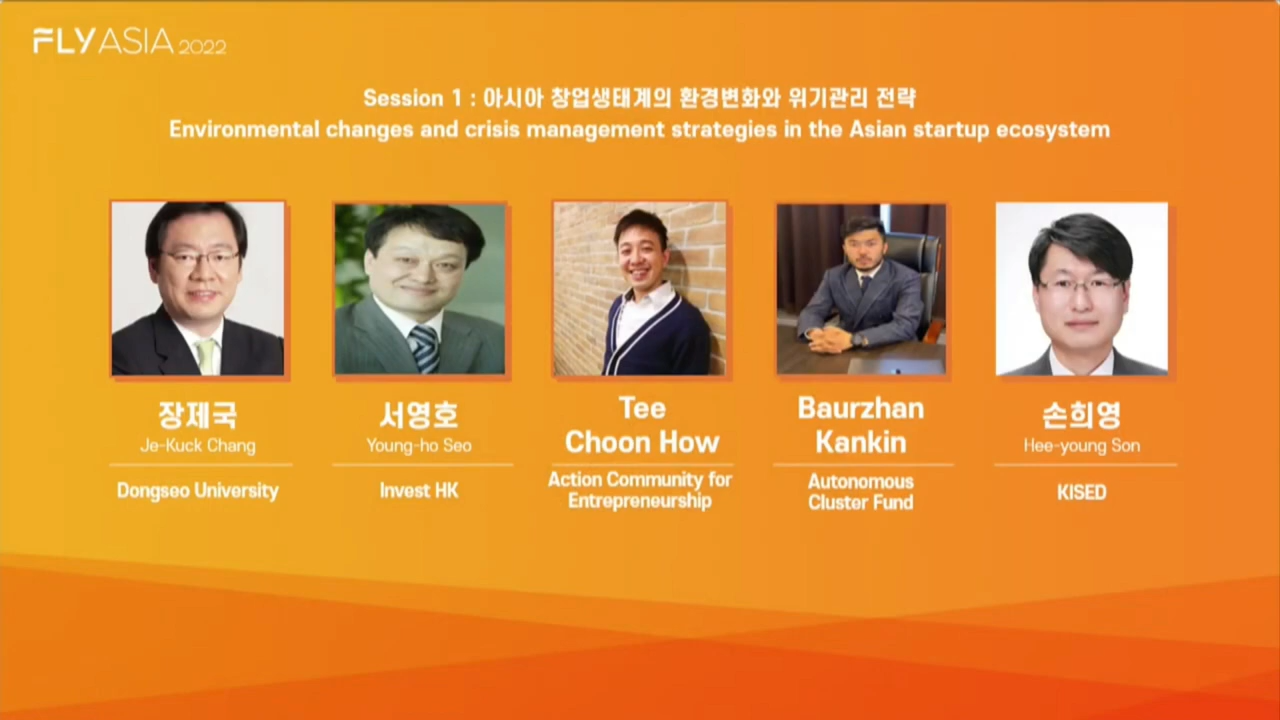 FLY ASIA 2022
Session 1 : 아시아 창업생태계의 환경변화와 위기관리 전략
Environmental changes and crisis management strategies in the Asian startup ecosystem
장제국
Je-Kuck Chang
Dongseo University
서영호
Young-ho Seo
Invest HK
Tee
Choon How
Action Community for
Entrepreneurship
Baurzhan
Kankin
Autonomous
Cluster Fund
손희영
Hee-young Son
KISED